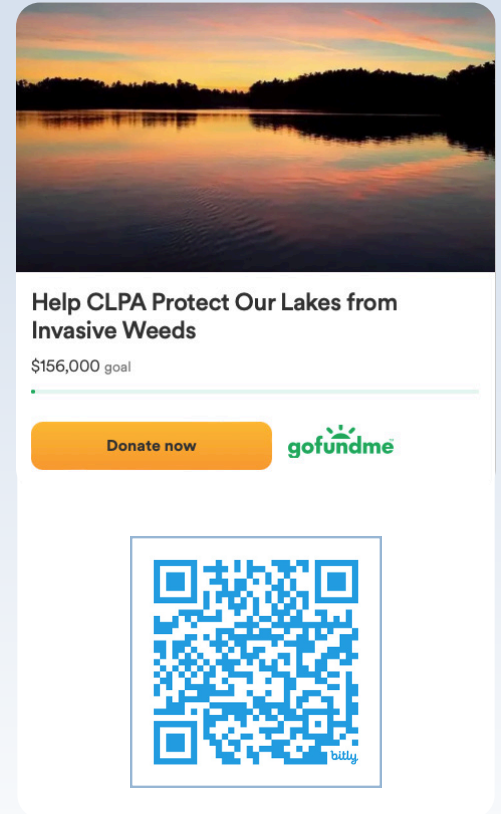 Help CLPA Protect Our Lakes from
Invasive Weeds
$156,000 goal
Donate now
gofundme
bitly